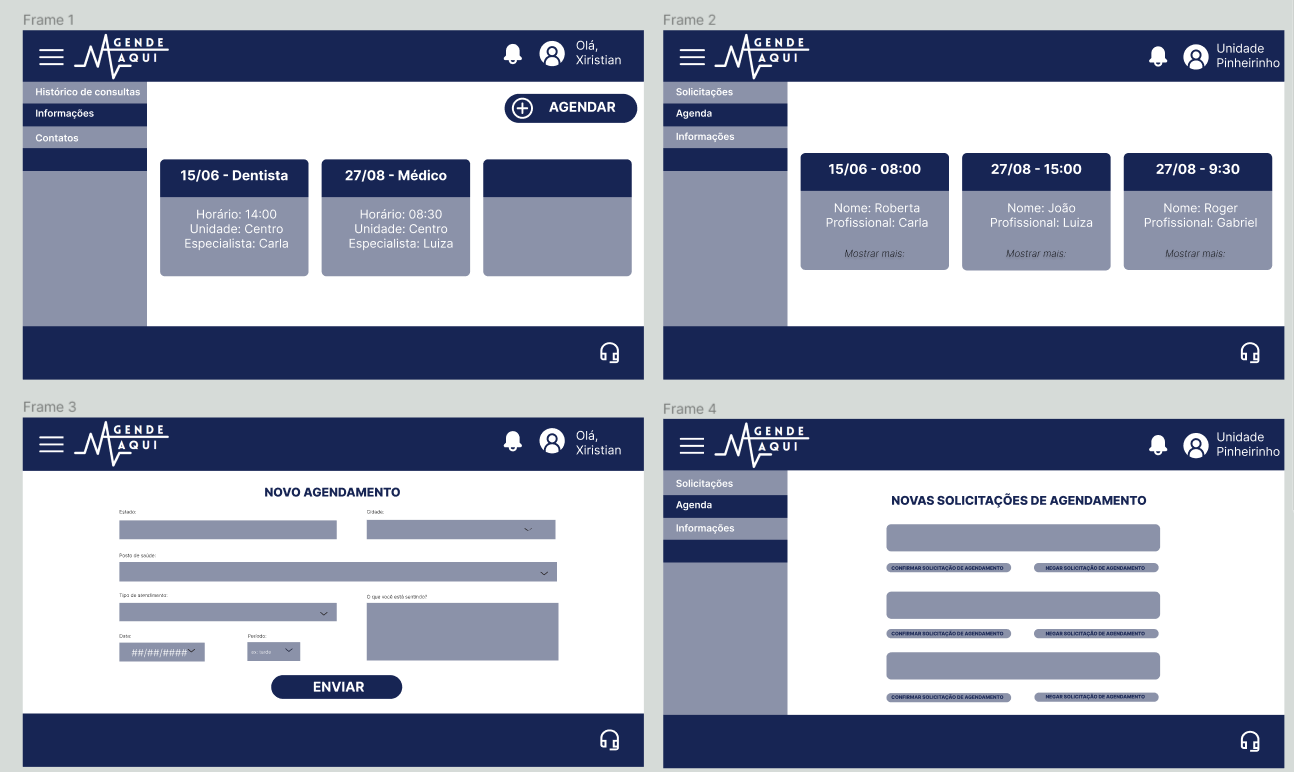 Frame 1
AGENDE
AQUI
Olá,
Xiristian
Histórico de consultas
Informações
Contatos
AGENDAR
15/06 - Dentista
Horário: 14:00
Unidade: Centro
Especialista: Carla
27/08 - Médico
Horário: 08:30
Unidade: Centro
Especialista: Luiza
Frame 2
AGENDE
AQUI
Unidade
Pinheirinho
Solicitações
Agenda
Informações
15/06 - 08:00
Nome: Roberta
Profissional: Carla
Mostrar mais:
27/08 - 15:00
Nome: João
Profissional: Luiza
Mostrar mais:
27/08 - 9:30
Nome: Roger
Profissional: Gabriel
Mostrar mais:
Frame 3
AGENDE
AQUI
Olá,
Xiristian
NOVO AGENDAMENTO
Estado:
Cidade:
Posto de saúde:
Tipo de atendimento:
O que você está sentindo?
Data:
##/##/####
Período:
ENVIAR
Frame 4
AGENDE
AQUI
Unidade
Pinheirinho
Solicitações
Agenda
Informações
NOVAS SOLICITAÇÕES DE AGENDAMENTO
CONFIRMAR SOLICITAÇÃO DE AGENDAMENTO
NEGAR SOLICITAÇÃO DE AGENDAMENTO
CONFIRMAR SOLICITAÇÃO DE AGENDAMENTO
NEGAR SOLICITAÇÃO DE AGENDAMENTO
CONFIRMAR SOLICITAÇÃO DE AGENDAMENTO
NEGAR SOLICITAÇÃO DE AGENDAMENTO